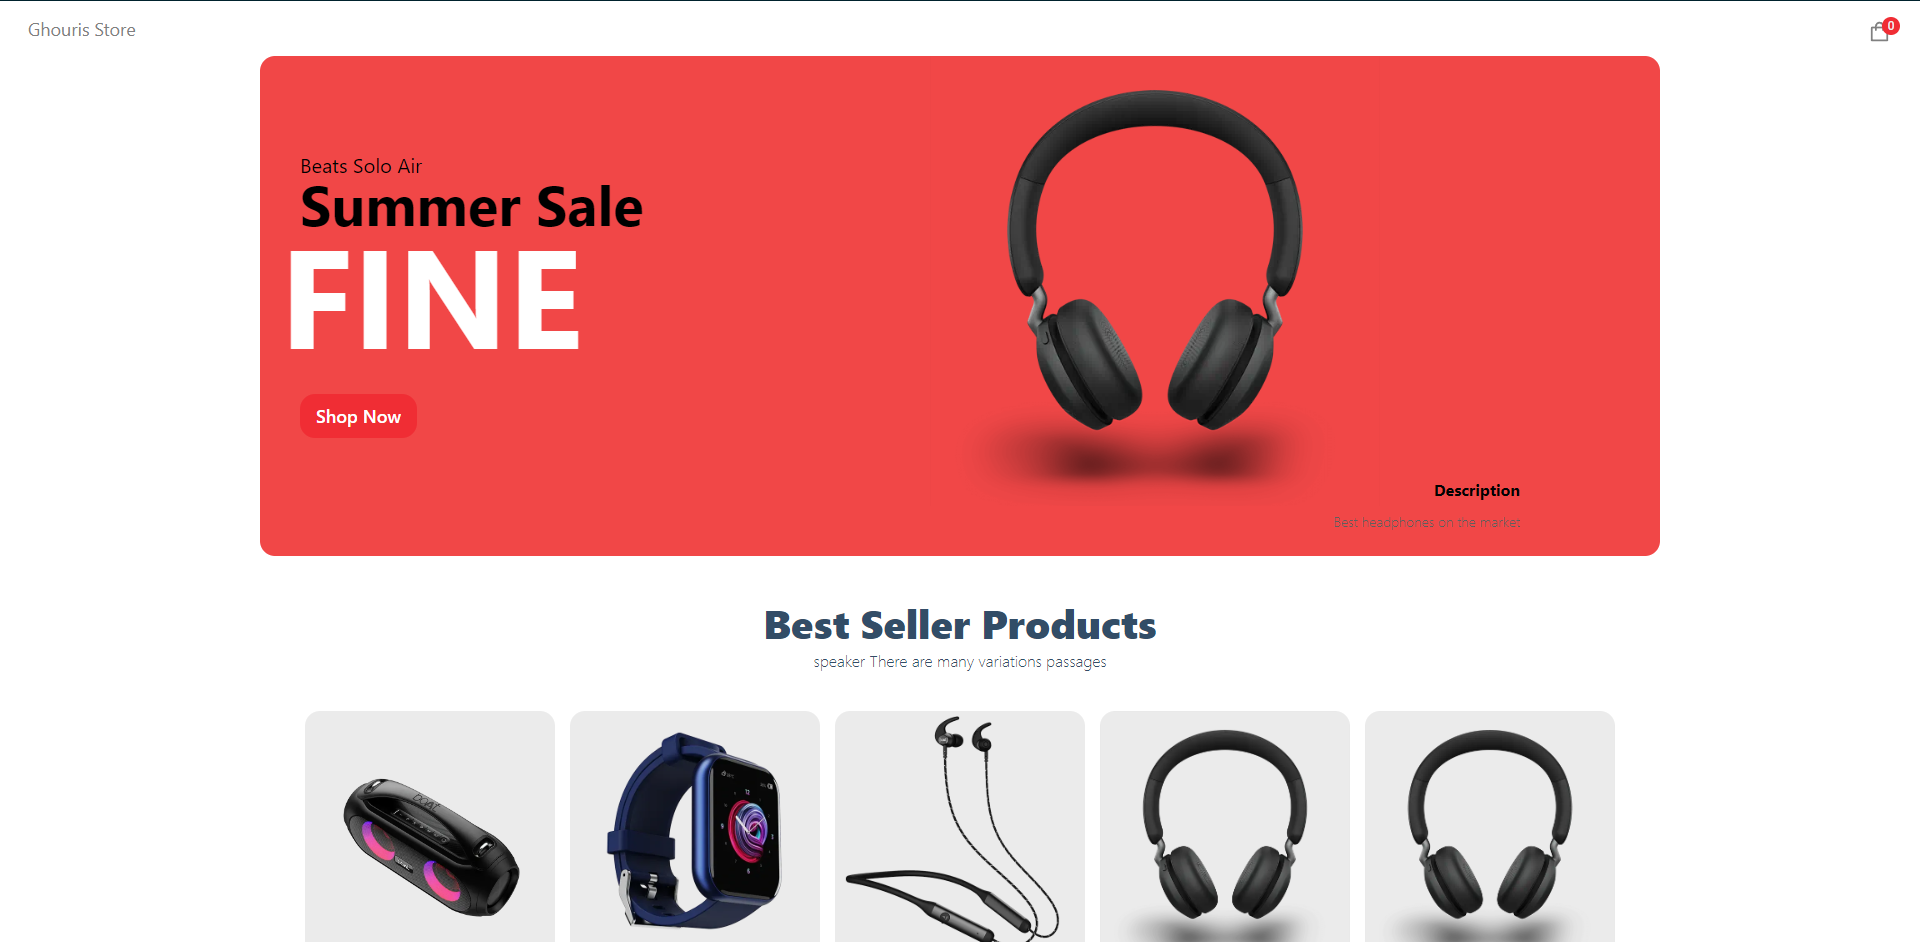 Ghouris Store
0
Beats Solo Air
Summer Sale
FINE
Shop Now
Description
Best headphones on the market
Best Seller Products
speaker There are many variations passages
BOAT